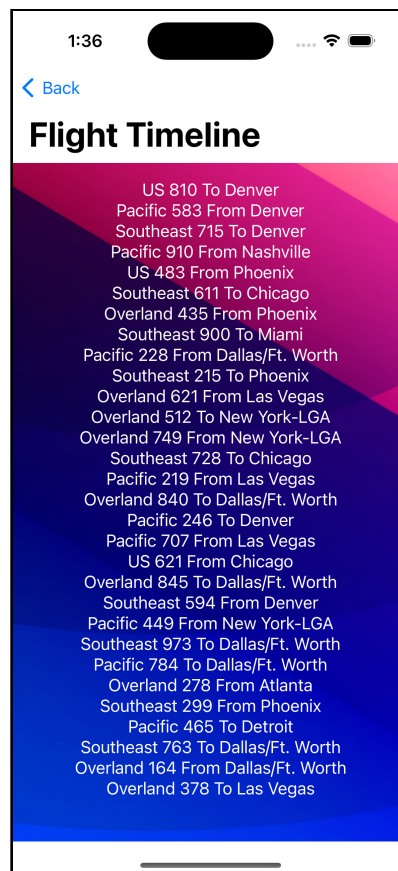 1:36
Back
Flight Timeline
US 810 To Denver
Pacific 583 From Denver
Southeast 715 To Denver
Pacific 910 From Nashville
US 483 From Phoenix
Southeast 611 To Chicago
Overland 435 From Phoenix
Southeast 900 To Miami
Pacific 228 From Dallas/Ft. Worth
Southeast 215 To Phoenix
Overland 621 From Las Vegas
Overland 512 To New York-LGA
Overland 749 From New York-LGA
Southeast 728 To Chicago
Pacific 219 From Las Vegas
Overland 840 To Dallas/Ft. Worth
Pacific 246 To Denver
Pacific 707 From Las Vegas
US 621 From Chicago
Overland 845 To Dallas/Ft. Worth
Southeast 594 From Denver
Pacific 449 From New York-LGA
Southeast 973 To Dallas/Ft. Worth
Pacific 784 To Dallas/Ft. Worth
Overland 278 From Atlanta
Southeast 299 From Phoenix
Pacific 465 To Detroit
Southeast 763 To Dallas/Ft. Worth
Overland 164 From Dallas/Ft. Worth
Overland 378 To Las Vegas